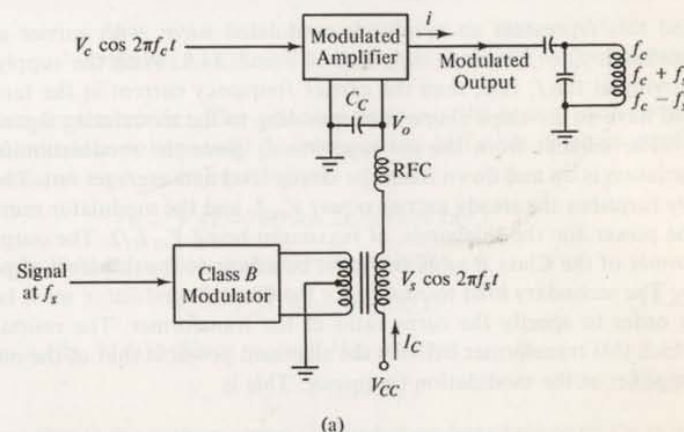 V_c cos 2πf_c t
Modulated
Amplifier
i
Modulated
Output
f_c
f_c + f_s
f_c − f_s
C_C
V_o
RFC
Signal
at f_s
Class B
Modulator
V_s cos 2πf_s t
I_C
V_CC
(a)